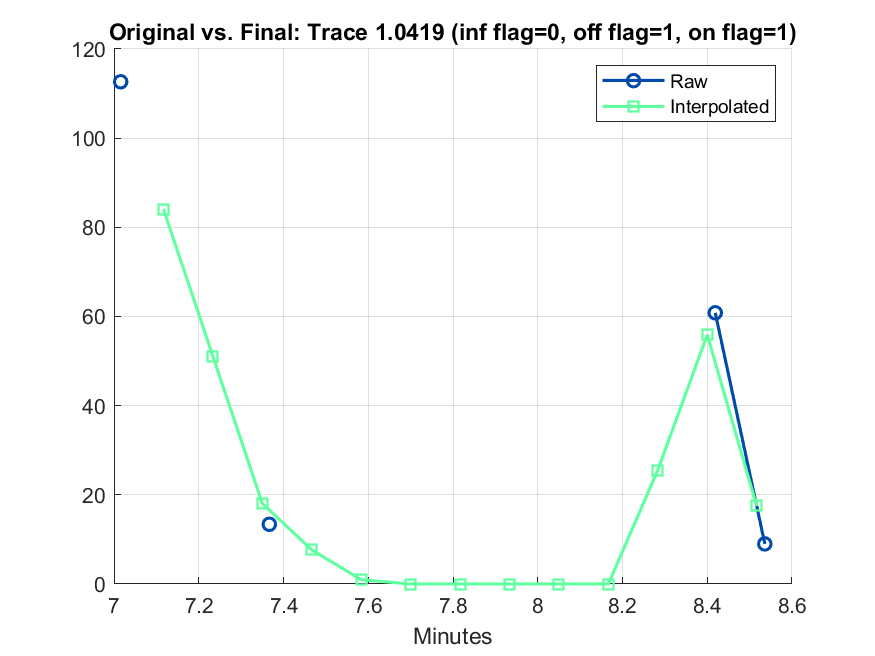 Original vs. Final: Trace 1.0419 (inf flag=0, off flag=1, on flag=1)
Raw
Interpolated
120
100
80
60
40
20
0
7 7.2 7.4 7.6 7.8 8 8.2 8.4 8.6
Minutes